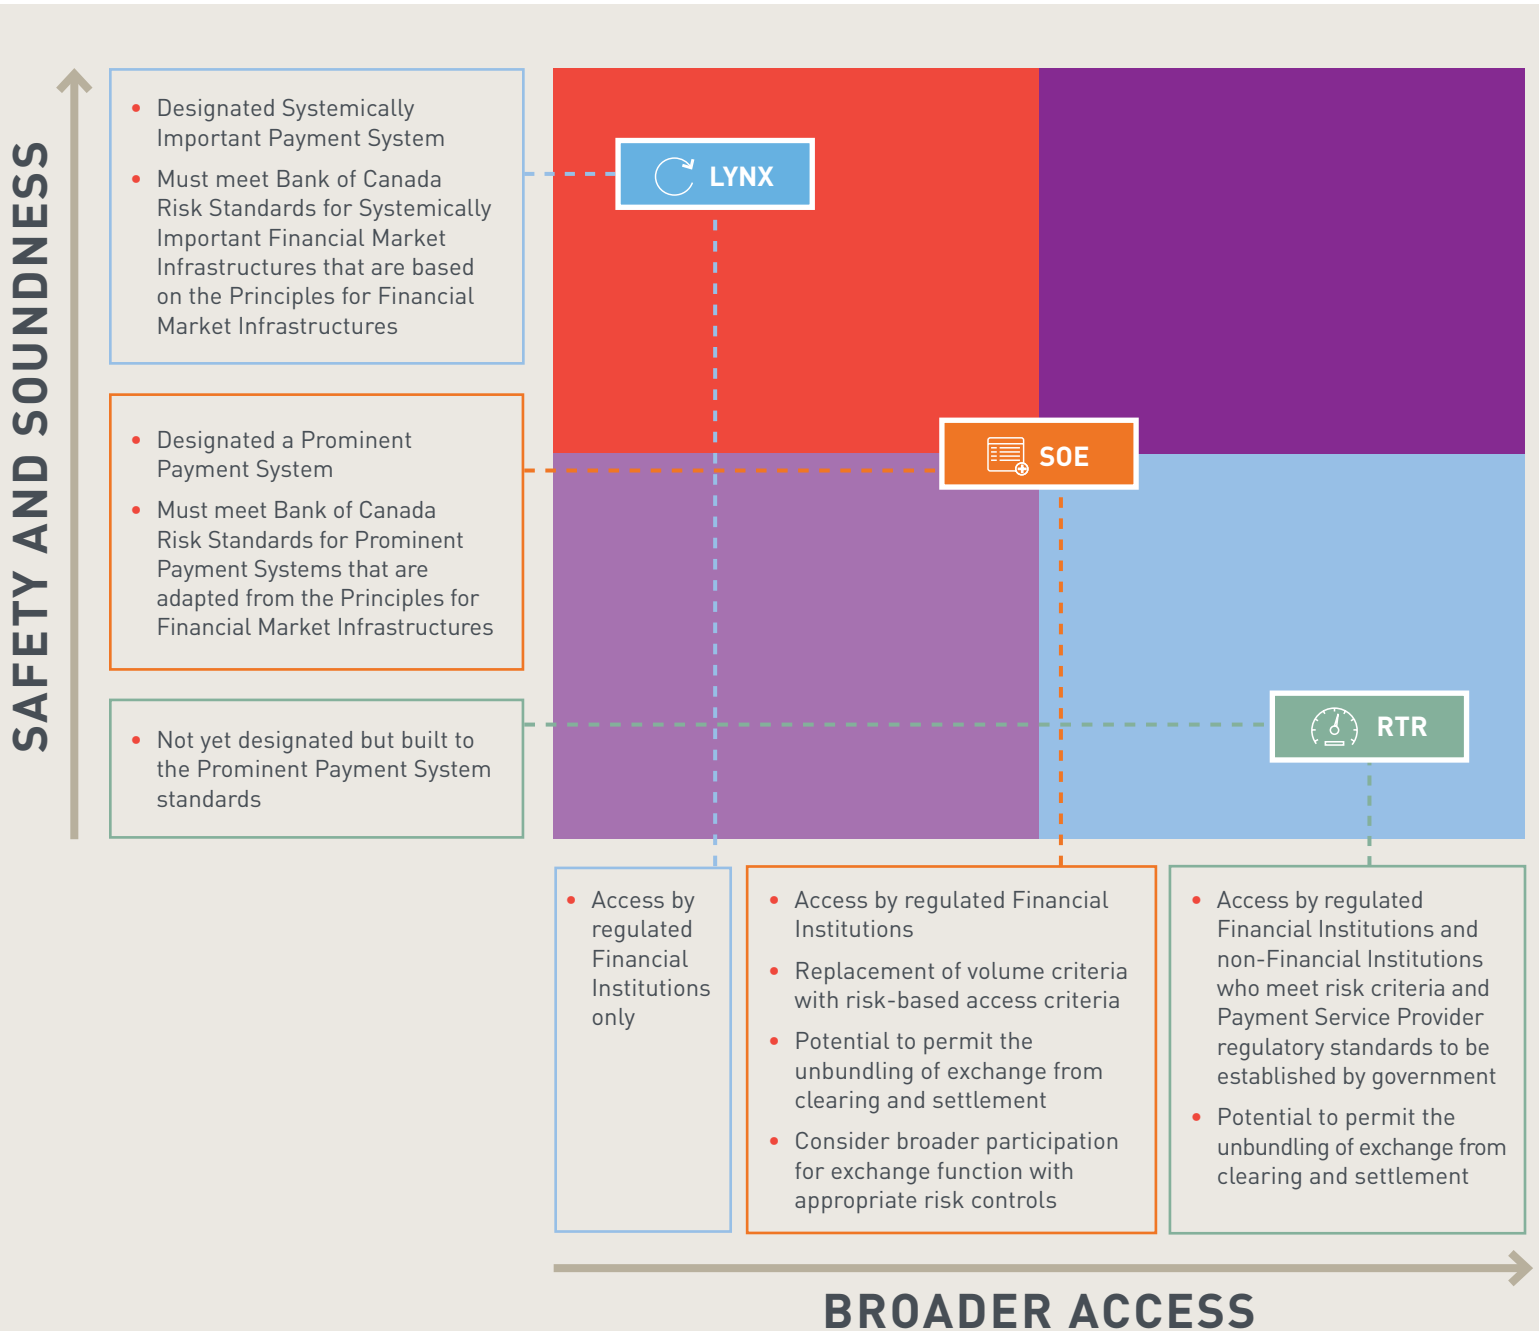 SAFETY AND SOUNDNESS
• Designated Systemically
Important Payment System
• Must meet Bank of Canada
Risk Standards for Systemically
Important Financial Market
Infrastructures that are based
on the Principles for Financial
Market Infrastructures
LYNX
• Designated a Prominent
Payment System
• Must meet Bank of Canada
Risk Standards for Prominent
Payment Systems that are
adapted from the Principles for
Financial Market Infrastructures
SOE
• Not yet designated but built to
the Prominent Payment System
standards
RTR
• Access by
regulated
Financial
Institutions
only
• Access by regulated Financial
Institutions
• Replacement of volume criteria
with risk-based access criteria
• Potential to permit the
unbundling of exchange from
clearing and settlement
• Consider broader participation
for exchange function with
appropriate risk controls
• Access by regulated
Financial Institutions and
non-Financial Institutions
who meet risk criteria and
Payment Service Provider
regulatory standards to be
established by government
• Potential to permit the
unbundling of exchange from
clearing and settlement
BROADER ACCESS